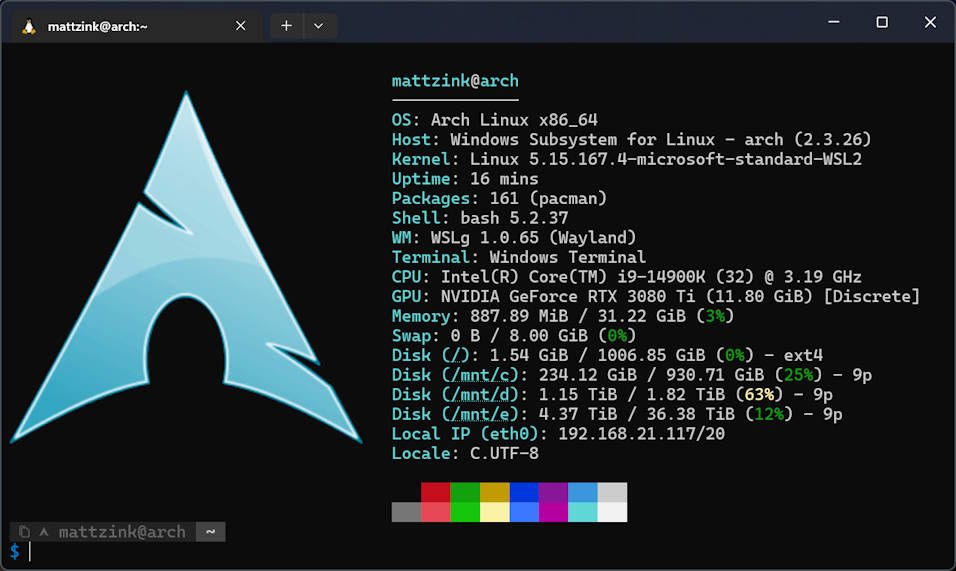 mattzink@arch:~
mattzink@arch
OS: Arch Linux x86_64
Host: Windows Subsystem for Linux - arch (2.3.26)
Kernel: Linux 5.15.167.4-microsoft-standard-WSL2
Uptime: 16 mins
Packages: 161 (pacman)
Shell: bash 5.2.37
WM: WSLg 1.0.65 (Wayland)
Terminal: Windows Terminal
CPU: Intel(R) Core(TM) i9-14900K (32) @ 3.19 GHz
GPU: NVIDIA GeForce RTX 3080 Ti (11.80 GiB) [Discrete]
Memory: 887.89 MiB / 31.22 GiB (3%)
Swap: 0 B / 8.00 GiB (0%)
Disk (/): 1.54 GiB / 1006.85 GiB (0%) - ext4
Disk (/mnt/c): 234.12 GiB / 930.71 GiB (25%) - 9p
Disk (/mnt/d): 1.15 TiB / 1.82 TiB (63%) - 9p
Disk (/mnt/e): 4.37 TiB / 36.38 TiB (12%) - 9p
Local IP (eth0): 192.168.21.117/20
Locale: C.UTF-8
mattzink@arch ~
$